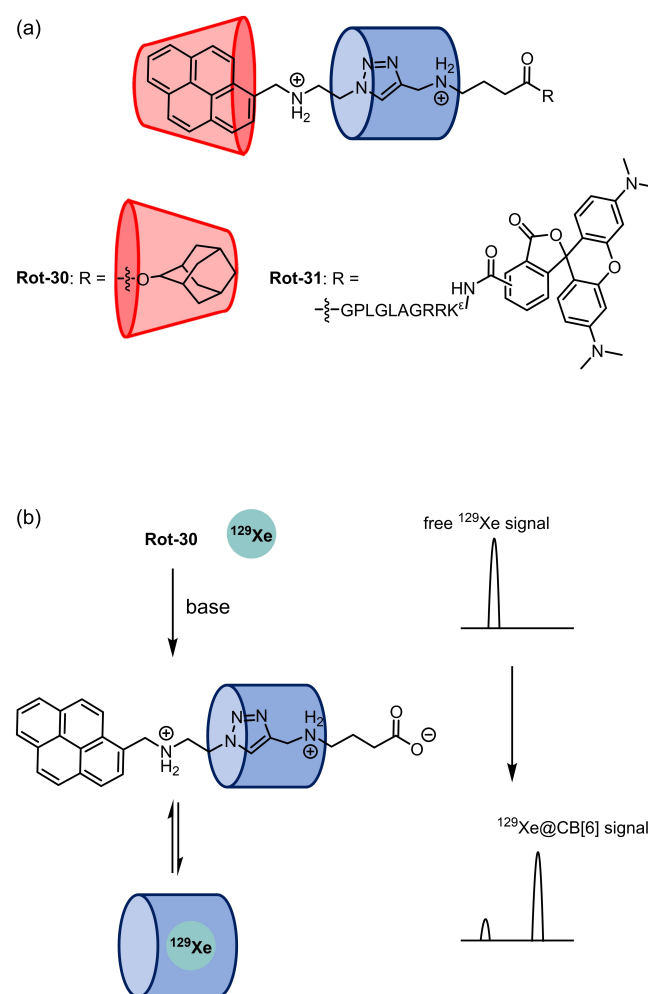 (a)
O
R
N
H2
⊕
N=N
N
H2
N
⊕
Rot-30: R =
O
Rot-31: R =
GPLGLAGRRKε
HN
O
O
O
O
N
N
(b)
Rot-30
129Xe
base
free 129Xe signal
N
H2
⊕
N=N
N
H2
N
⊕
O
O
⊖
129Xe@CB[6] signal
129Xe